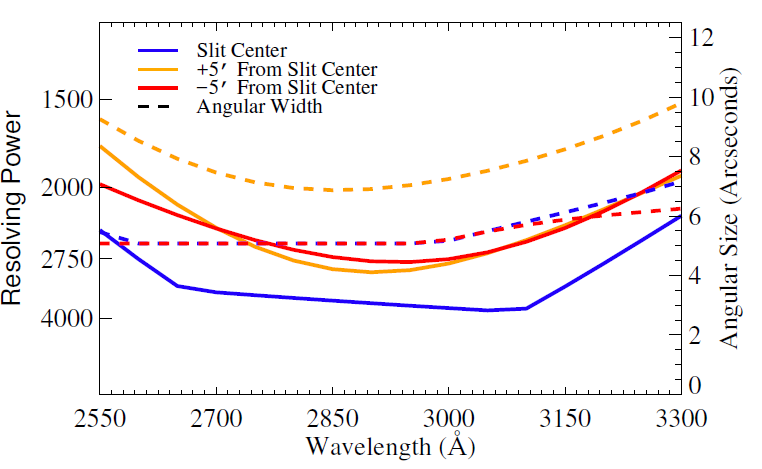 Slit Center
+5′ From Slit Center
−5′ From Slit Center
Angular Width
Resolving Power
1500
2000
2750
4000
12
10
8
6
4
2
0
Angular Size (Arcseconds)
2550 2700 2850 3000 3150 3300
Wavelength (Å)